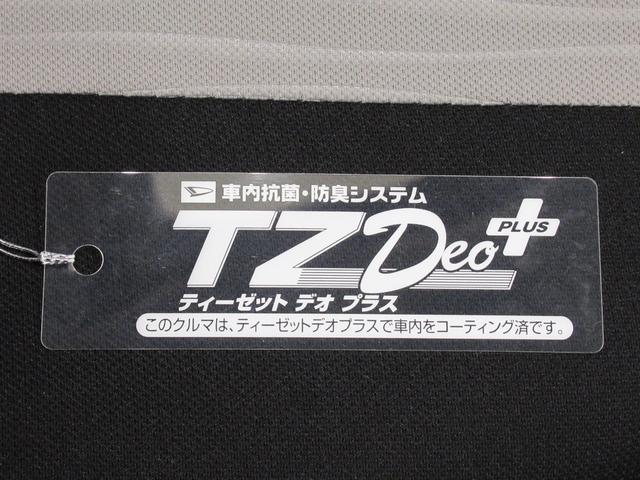 車内抗菌・防臭システム
TZ Deo PLUS
ティーゼット デオ プラス
このクルマは、ティーゼットデオプラスで車内をコーティング済です。